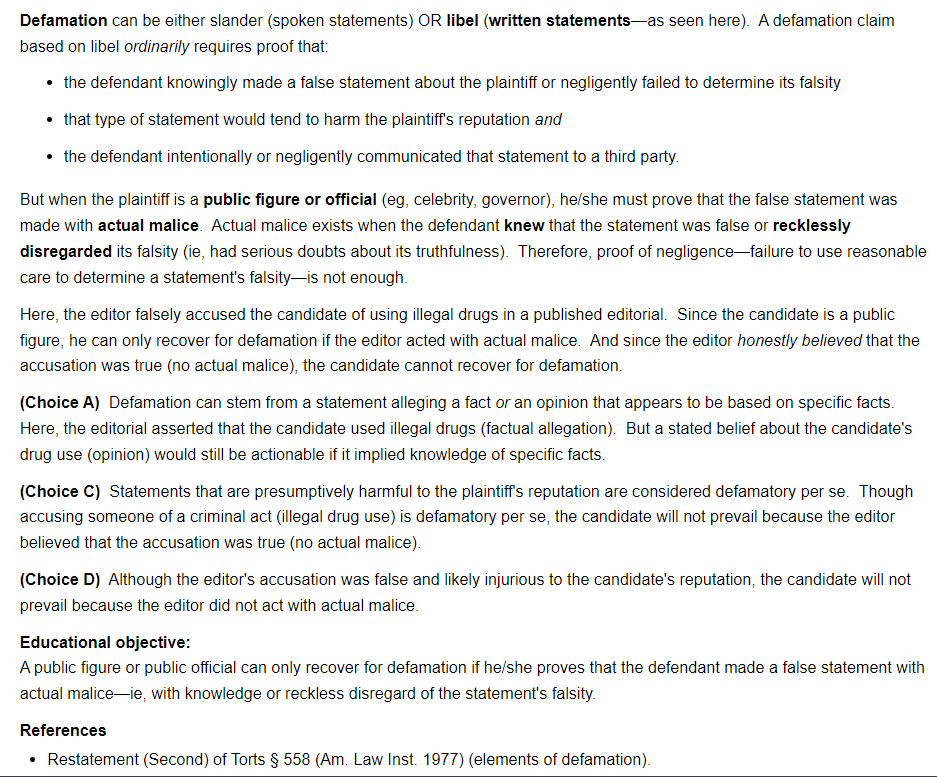 Defamation can be either slander (spoken statements) OR libel (written statements—as seen here).  A defamation claim
based on libel ordinarily requires proof that:
• the defendant knowingly made a false statement about the plaintiff or negligently failed to determine its falsity
• that type of statement would tend to harm the plaintiff's reputation and
• the defendant intentionally or negligently communicated that statement to a third party.
But when the plaintiff is a public figure or official (eg, celebrity, governor), he/she must prove that the false statement was
made with actual malice.  Actual malice exists when the defendant knew that the statement was false or recklessly
disregarded its falsity (ie, had serious doubts about its truthfulness).  Therefore, proof of negligence—failure to use reasonable
care to determine a statement's falsity—is not enough.
Here, the editor falsely accused the candidate of using illegal drugs in a published editorial.  Since the candidate is a public
figure, he can only recover for defamation if the editor acted with actual malice.  And since the editor honestly believed that the
accusation was true (no actual malice), the candidate cannot recover for defamation.
(Choice A)  Defamation can stem from a statement alleging a fact or an opinion that appears to be based on specific facts.
Here, the editorial asserted that the candidate used illegal drugs (factual allegation).  But a stated belief about the candidate's
drug use (opinion) would still be actionable if it implied knowledge of specific facts.
(Choice C)  Statements that are presumptively harmful to the plaintiff's reputation are considered defamatory per se.  Though
accusing someone of a criminal act (illegal drug use) is defamatory per se, the candidate will not prevail because the editor
believed that the accusation was true (no actual malice).
(Choice D)  Although the editor's accusation was false and likely injurious to the candidate's reputation, the candidate will not
prevail because the editor did not act with actual malice.
Educational objective:
A public figure or public official can only recover for defamation if he/she proves that the defendant made a false statement with
actual malice—ie, with knowledge or reckless disregard of the statement's falsity.
References
• Restatement (Second) of Torts § 558 (Am. Law Inst. 1977) (elements of defamation).